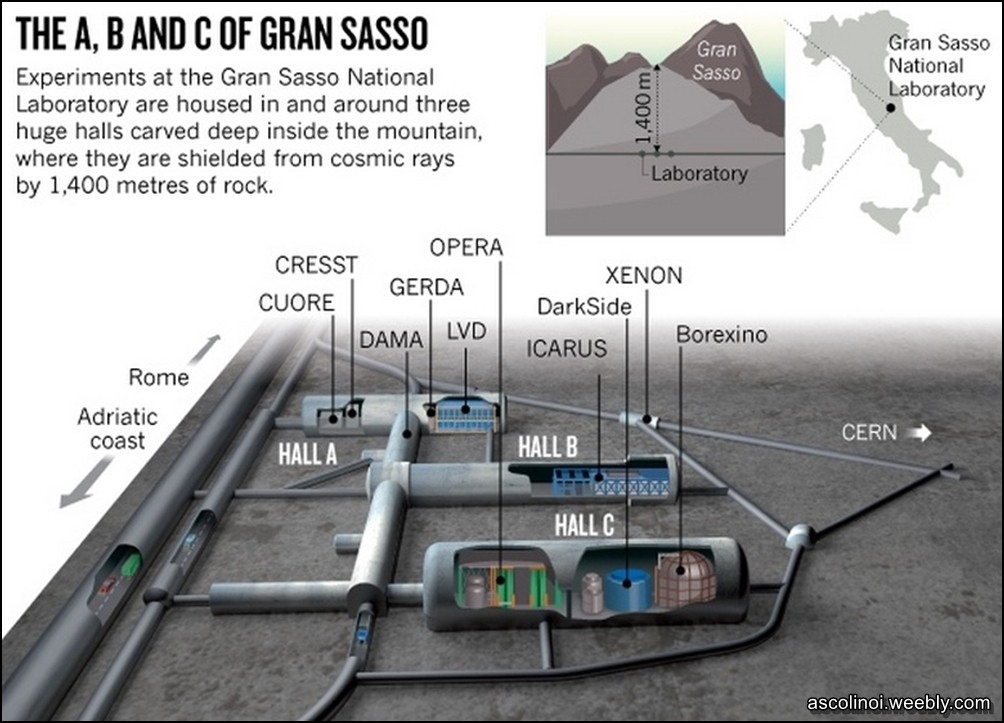 THE A, B AND C OF GRAN SASSO
Experiments at the Gran Sasso National
Laboratory are housed in and around three
huge halls carved deep inside the mountain,
where they are shielded from cosmic rays
by 1,400 metres of rock.
Gran
Sasso
1,400 m
Laboratory
Gran Sasso
National
Laboratory
OPERA
CRESST
XENON
GERDA
CUORE
DarkSide
DAMA
LVD
ICARUS
Borexino
Rome
Adriatic
coast
CERN
HALL A
HALL B
HALL C
ascolinoi.weebly.com